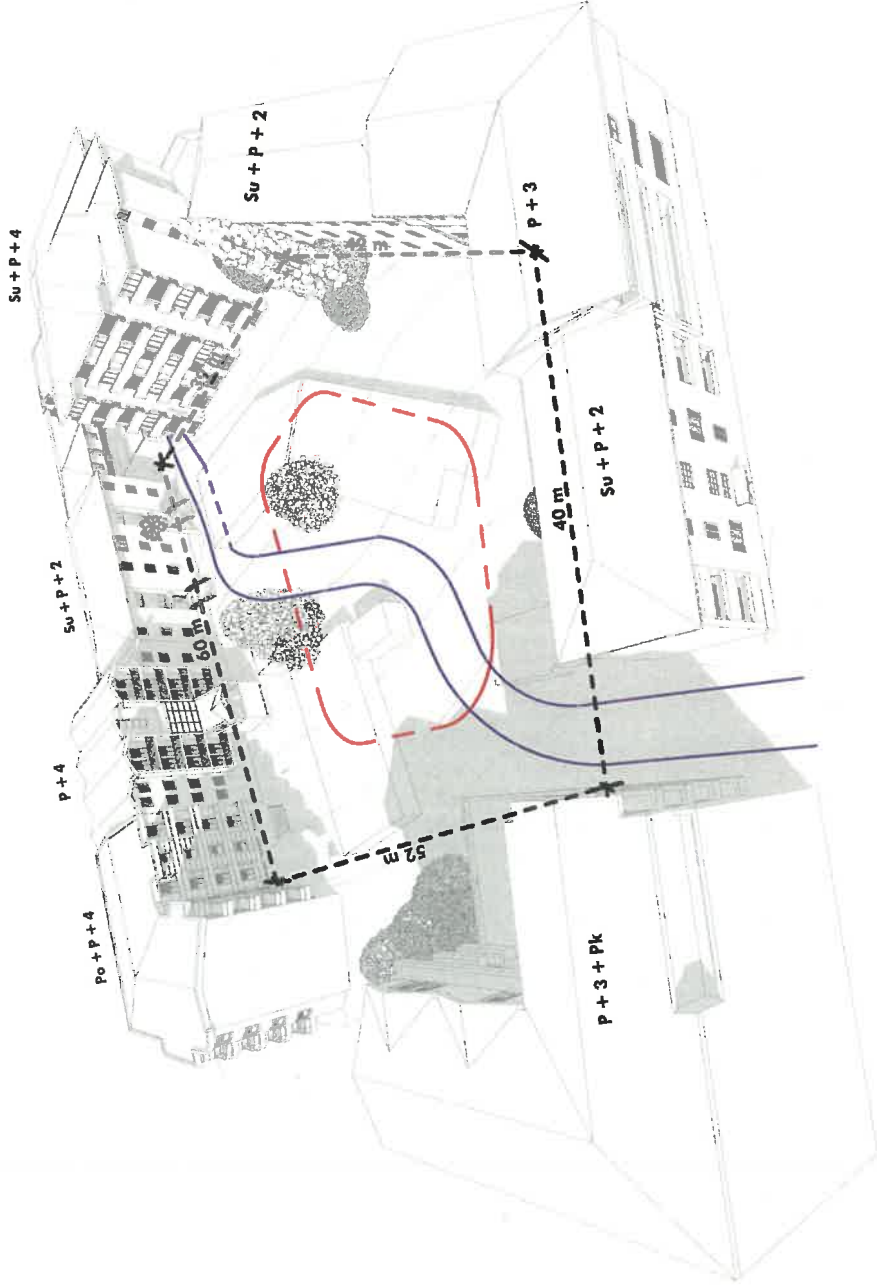 Su + P + 4
Su + P + 2
Su + P + 2
P + 4
60 m
P + 3
40 m
Su + P + 2
Po + P + 4
52 m
P + 3 + Pk